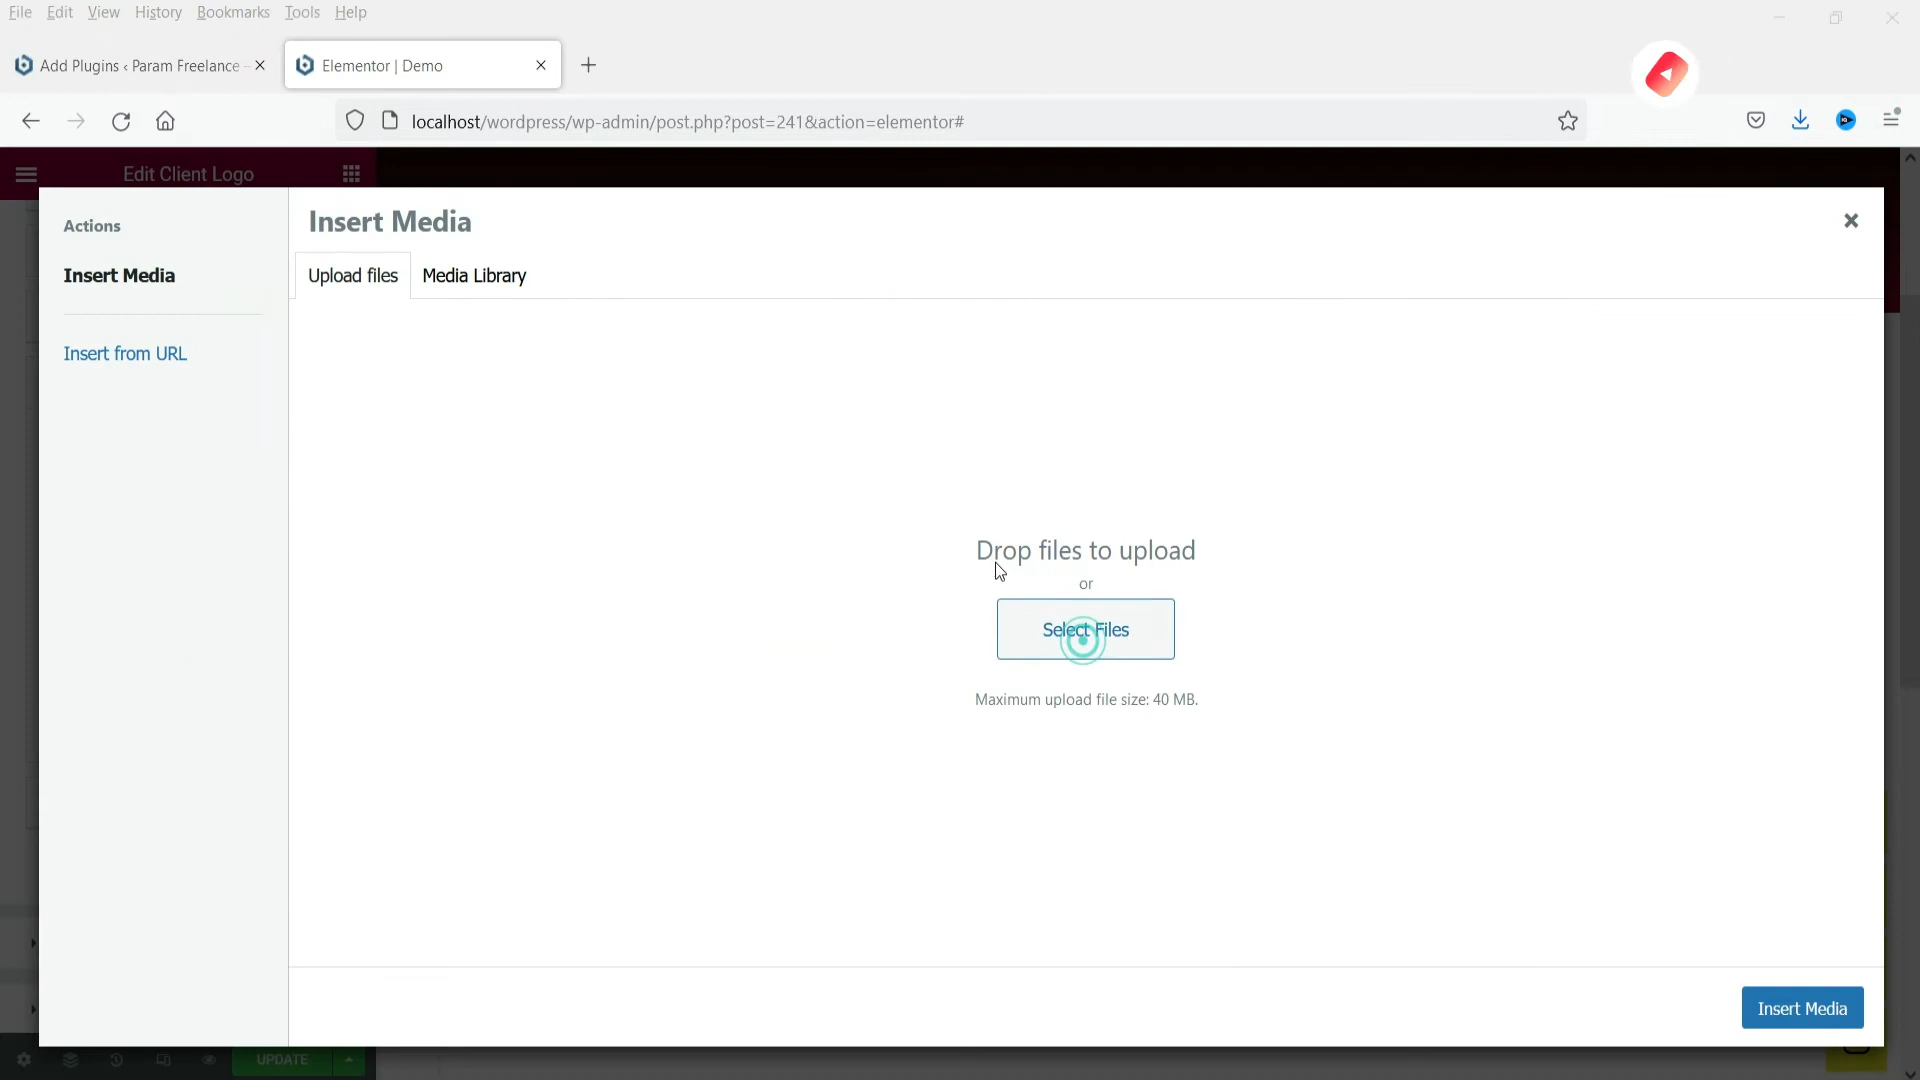 File Edit View History Bookmarks Tools Help
Add Plugins ‹ Param Freelance –
Elementor | Demo
localhost/wordpress/wp-admin/post.php?post=241&action=elementor#
Edit Client Logo
Actions
Insert Media
Insert from URL
Insert Media
Upload files
Media Library
Drop files to upload
or
Select Files
Maximum upload file size: 40 MB.
Insert Media
UPDATE